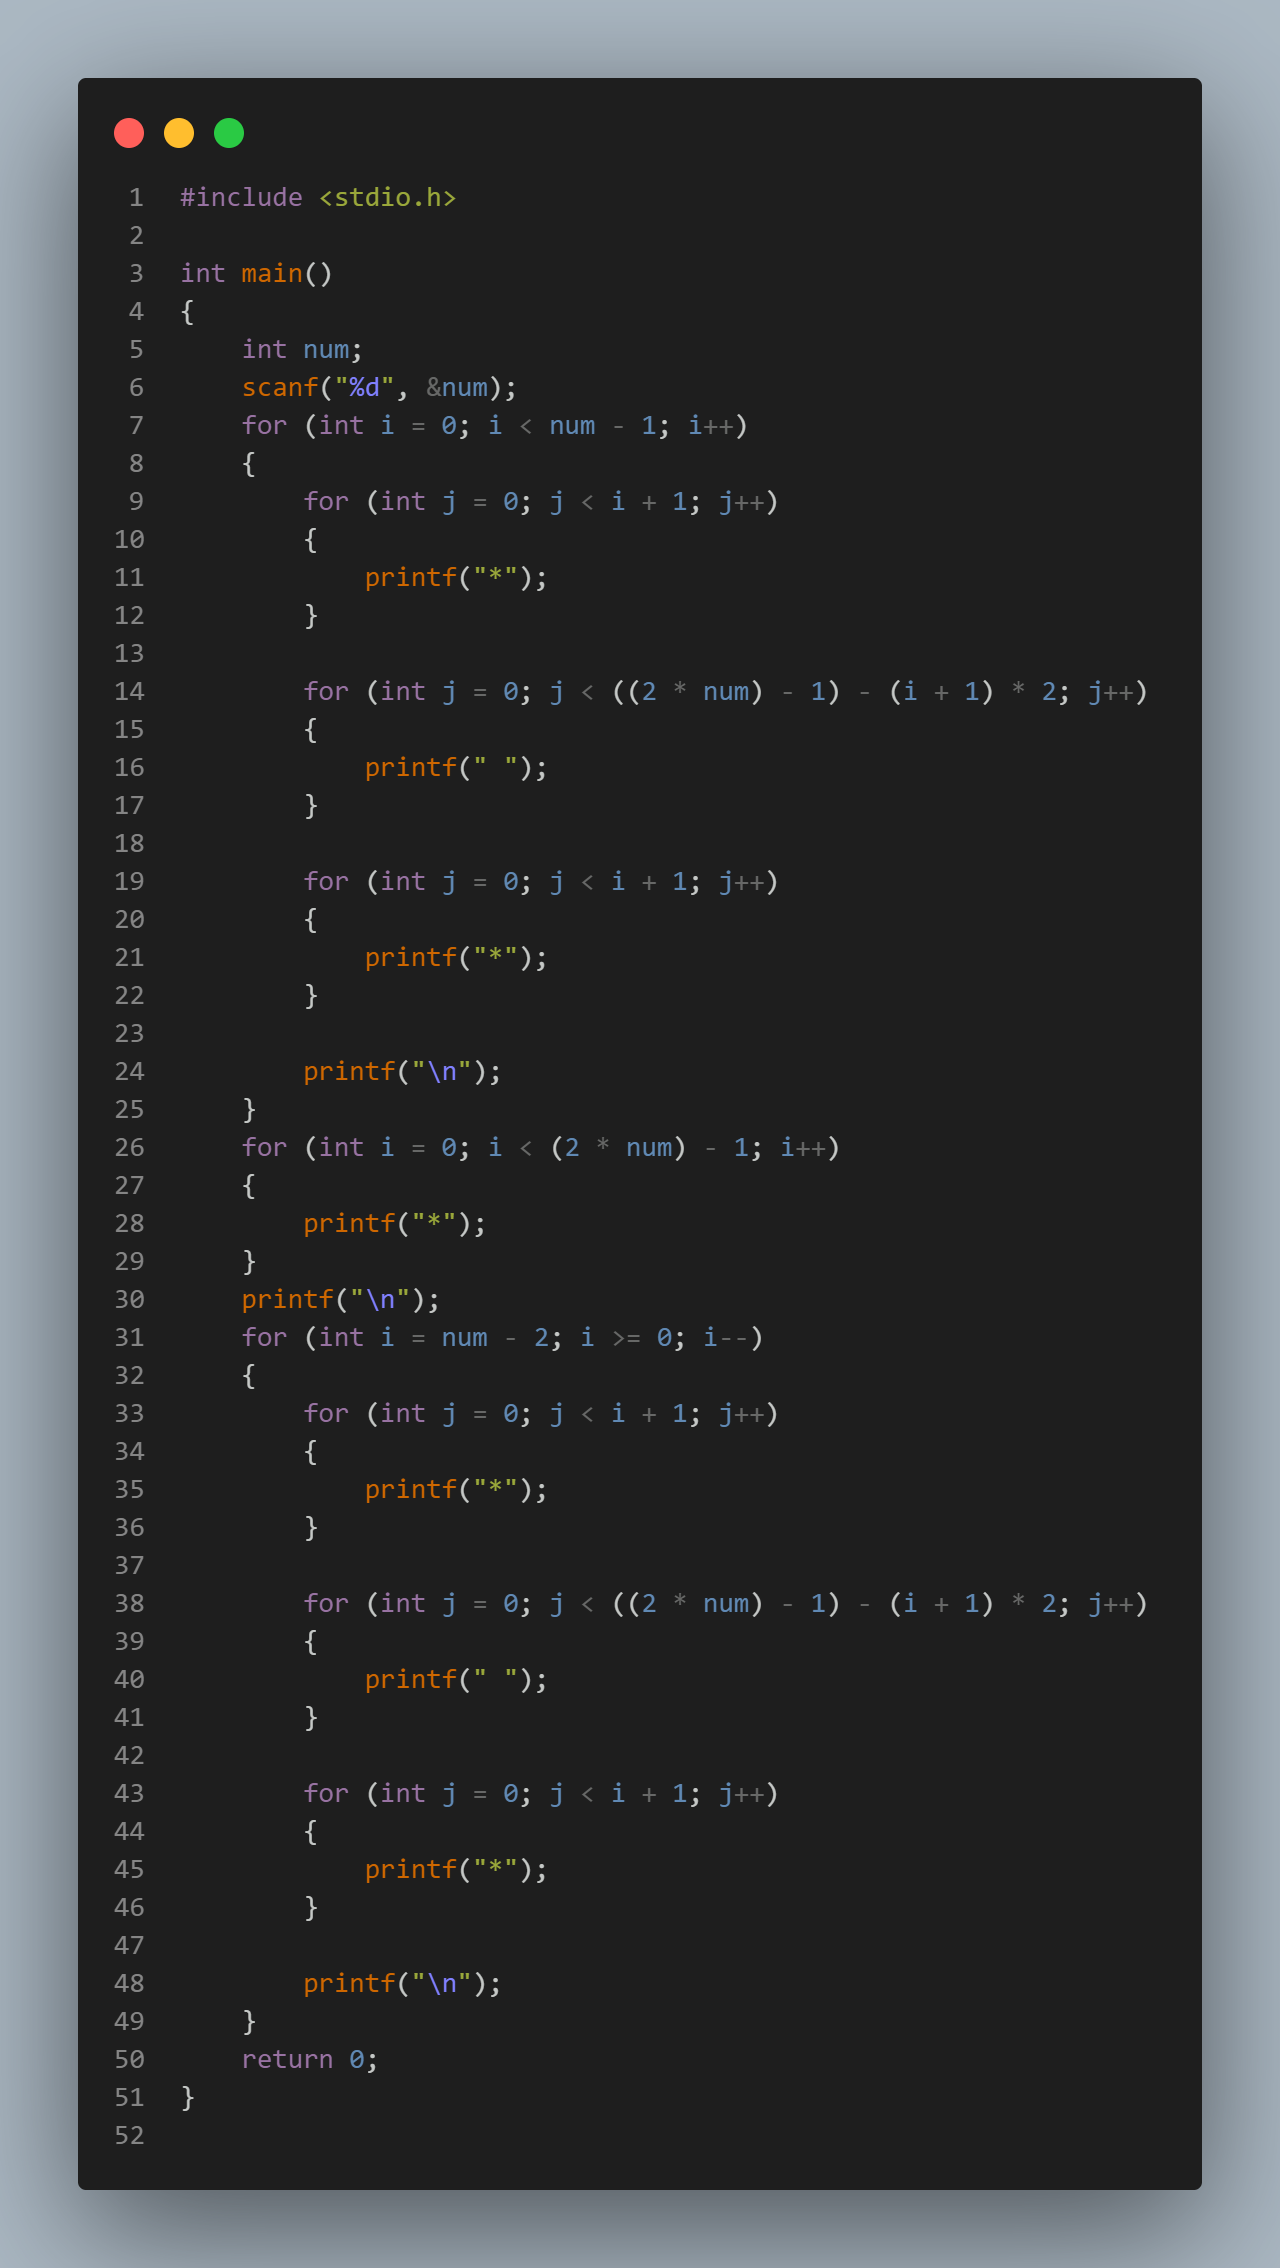 1 #include <stdio.h>
2
3 int main()
4 {
5     int num;
6     scanf("%d", &num);
7     for (int i = 0; i < num - 1; i++)
8     {
9         for (int j = 0; j < i + 1; j++)
10         {
11             printf("*");
12         }
13
14         for (int j = 0; j < ((2 * num) - 1) - (i + 1) * 2; j++)
15         {
16             printf(" ");
17         }
18
19         for (int j = 0; j < i + 1; j++)
20         {
21             printf("*");
22         }
23
24         printf("\n");
25     }
26     for (int i = 0; i < (2 * num) - 1; i++)
27     {
28         printf("*");
29     }
30     printf("\n");
31     for (int i = num - 2; i >= 0; i--)
32     {
33         for (int j = 0; j < i + 1; j++)
34         {
35             printf("*");
36         }
37
38         for (int j = 0; j < ((2 * num) - 1) - (i + 1) * 2; j++)
39         {
40             printf(" ");
41         }
42
43         for (int j = 0; j < i + 1; j++)
44         {
45             printf("*");
46         }
47
48         printf("\n");
49     }
50     return 0;
51 }
52